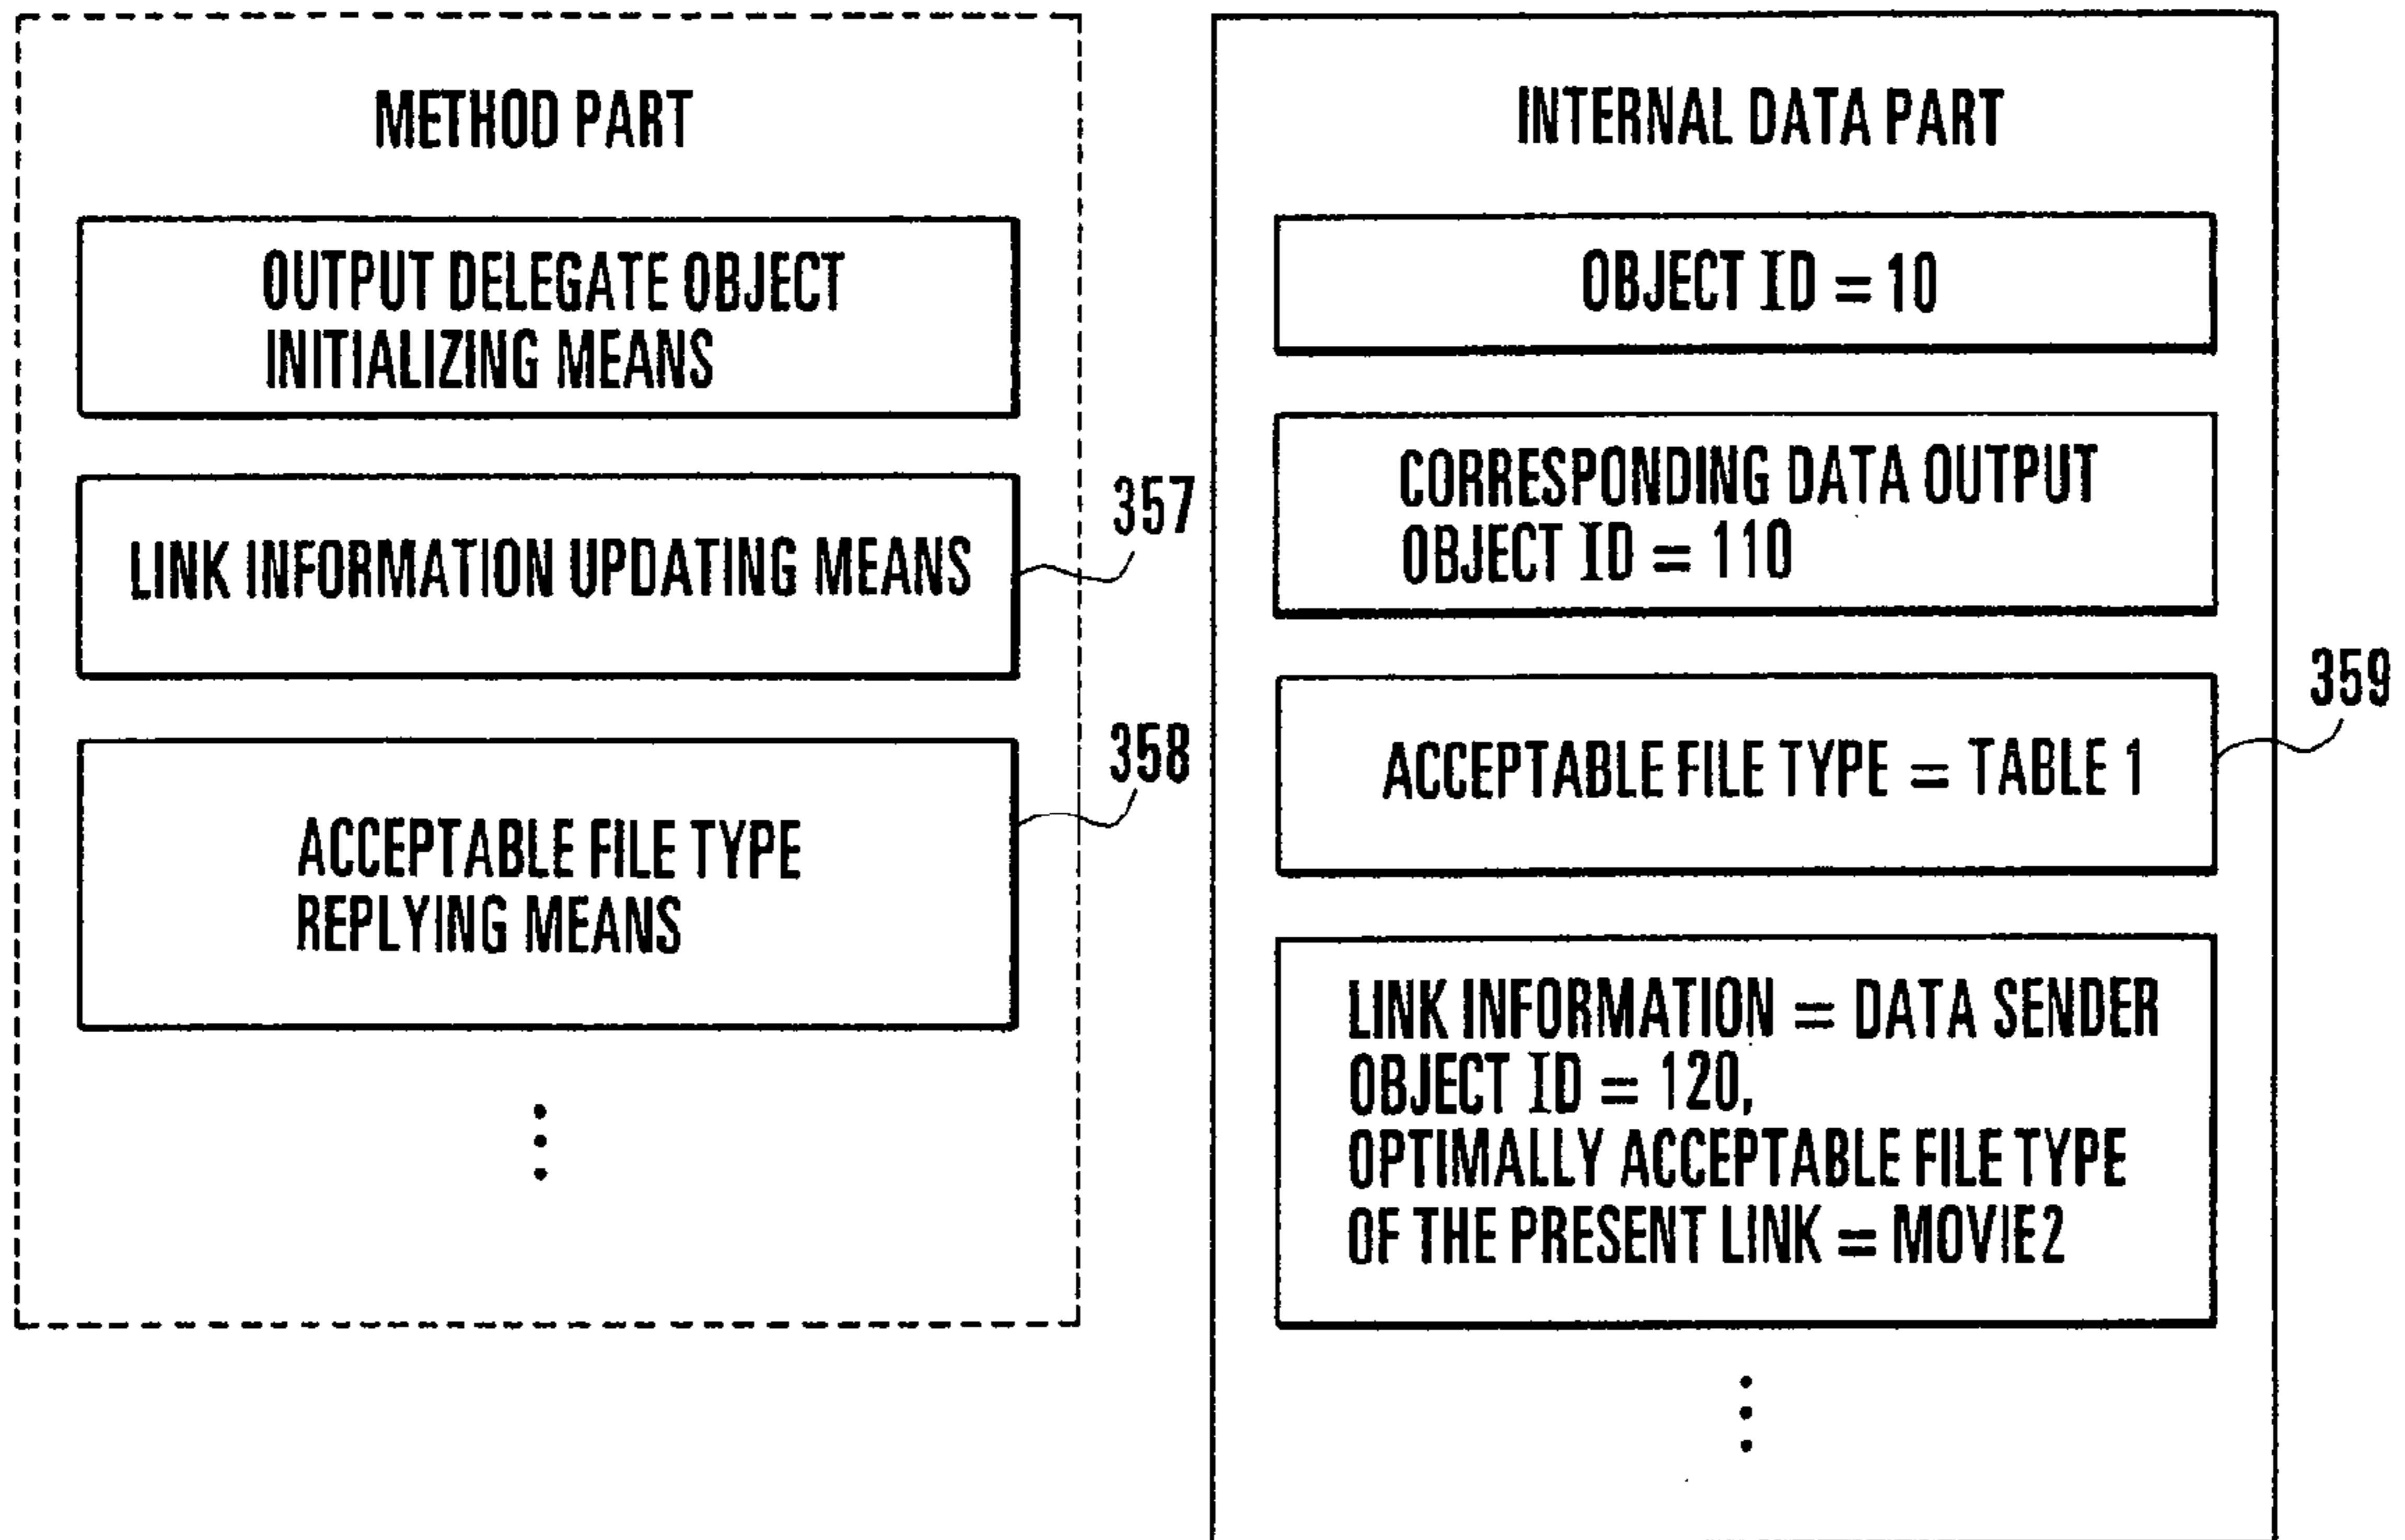 METHOD PART
OUTPUT DELEGATE OBJECT
INITIALIZING MEANS
LINK INFORMATION UPDATING MEANS
357
ACCEPTABLE FILE TYPE
REPLYING MEANS
358
INTERNAL DATA PART
OBJECT ID = 10
CORRESPONDING DATA OUTPUT
OBJECT ID = 110
ACCEPTABLE FILE TYPE = TABLE 1
359
LINK INFORMATION = DATA SENDER
OBJECT ID = 120,
OPTIMALLY ACCEPTABLE FILE TYPE
OF THE PRESENT LINK = MOVIE2